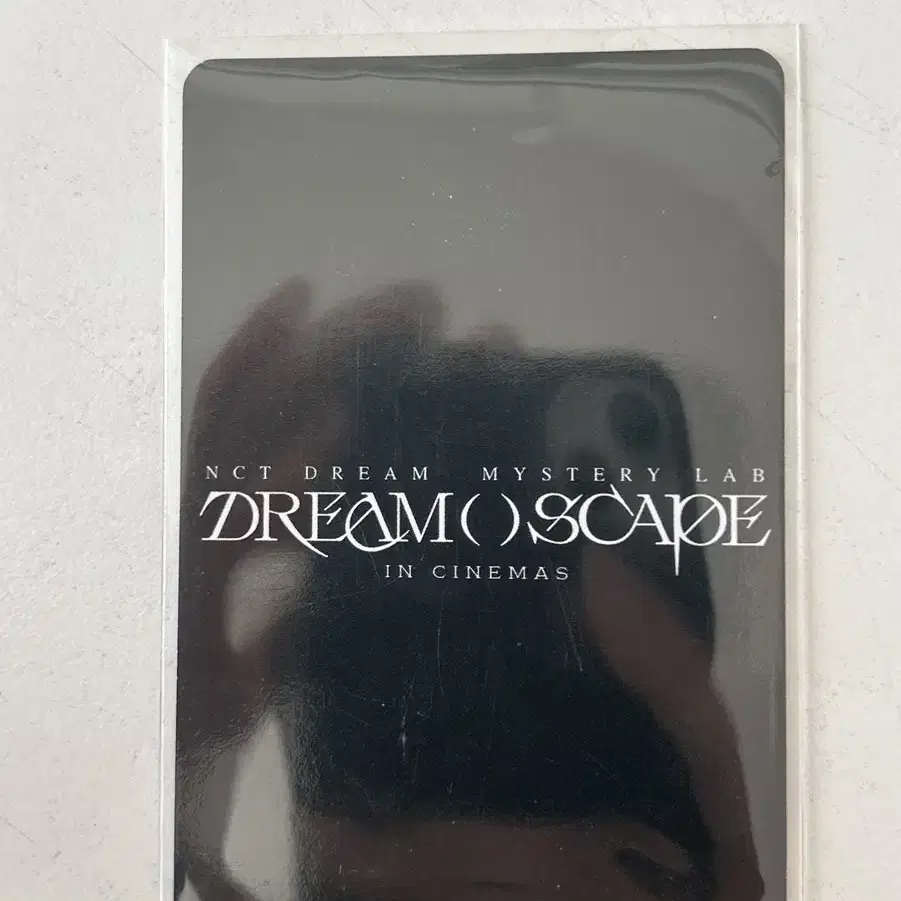 NCT DREAM MYSTERY LAB
DREAM( )SCAPE
IN CINEMAS